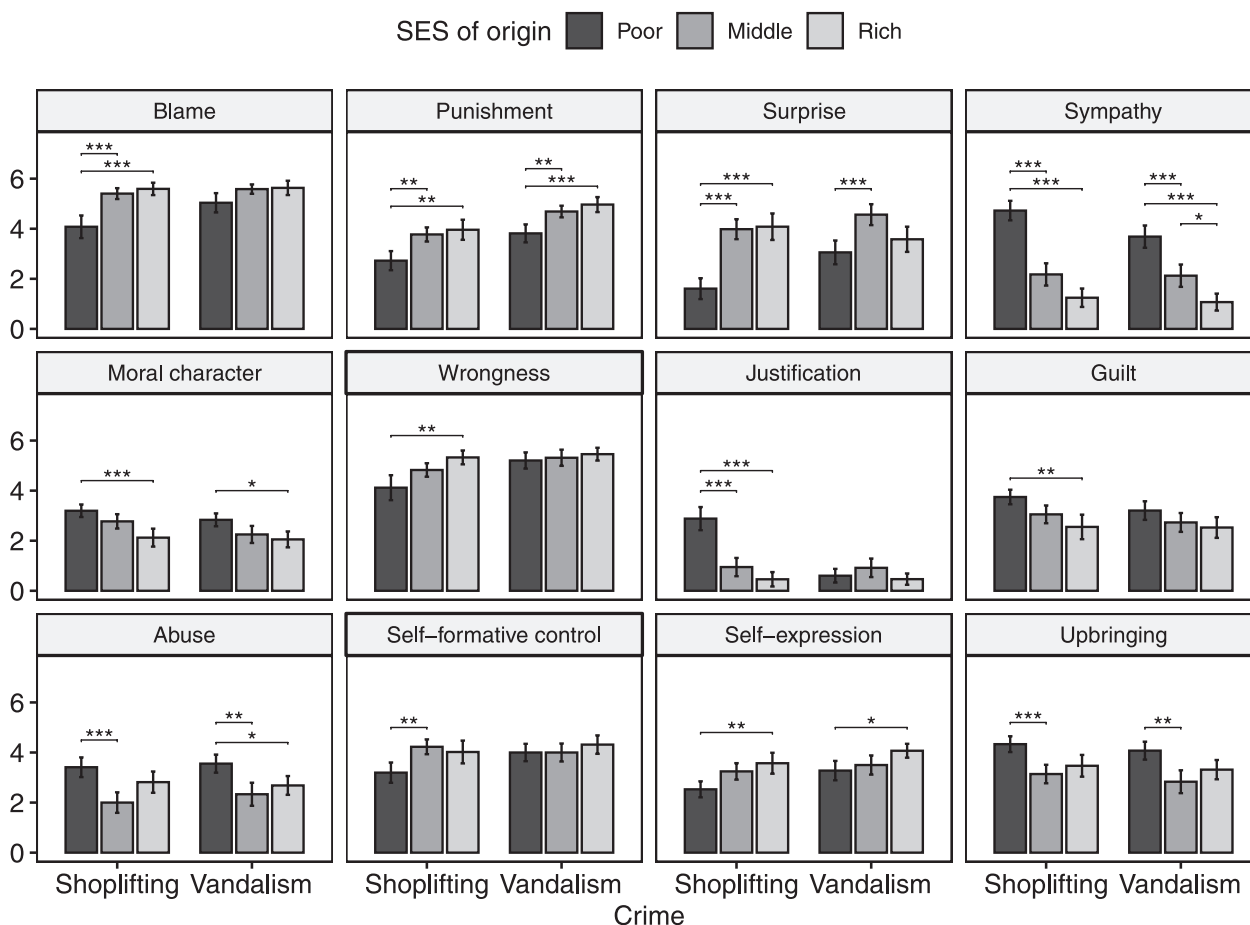 SES of origin Poor Middle Rich
Blame Punishment Surprise Sympathy
*** *** ** ** ** *** *** *** *** *** *** *** *** *
6
4
2
0
Moral character Wrongness Justification Guilt
*** * ** *** *** **
6
4
2
0
Abuse Self–formative control Self–expression Upbringing
*** ** * ** ** * *** **
6
4
2
0
Shoplifting Vandalism Shoplifting Vandalism Shoplifting Vandalism Shoplifting Vandalism
Crime